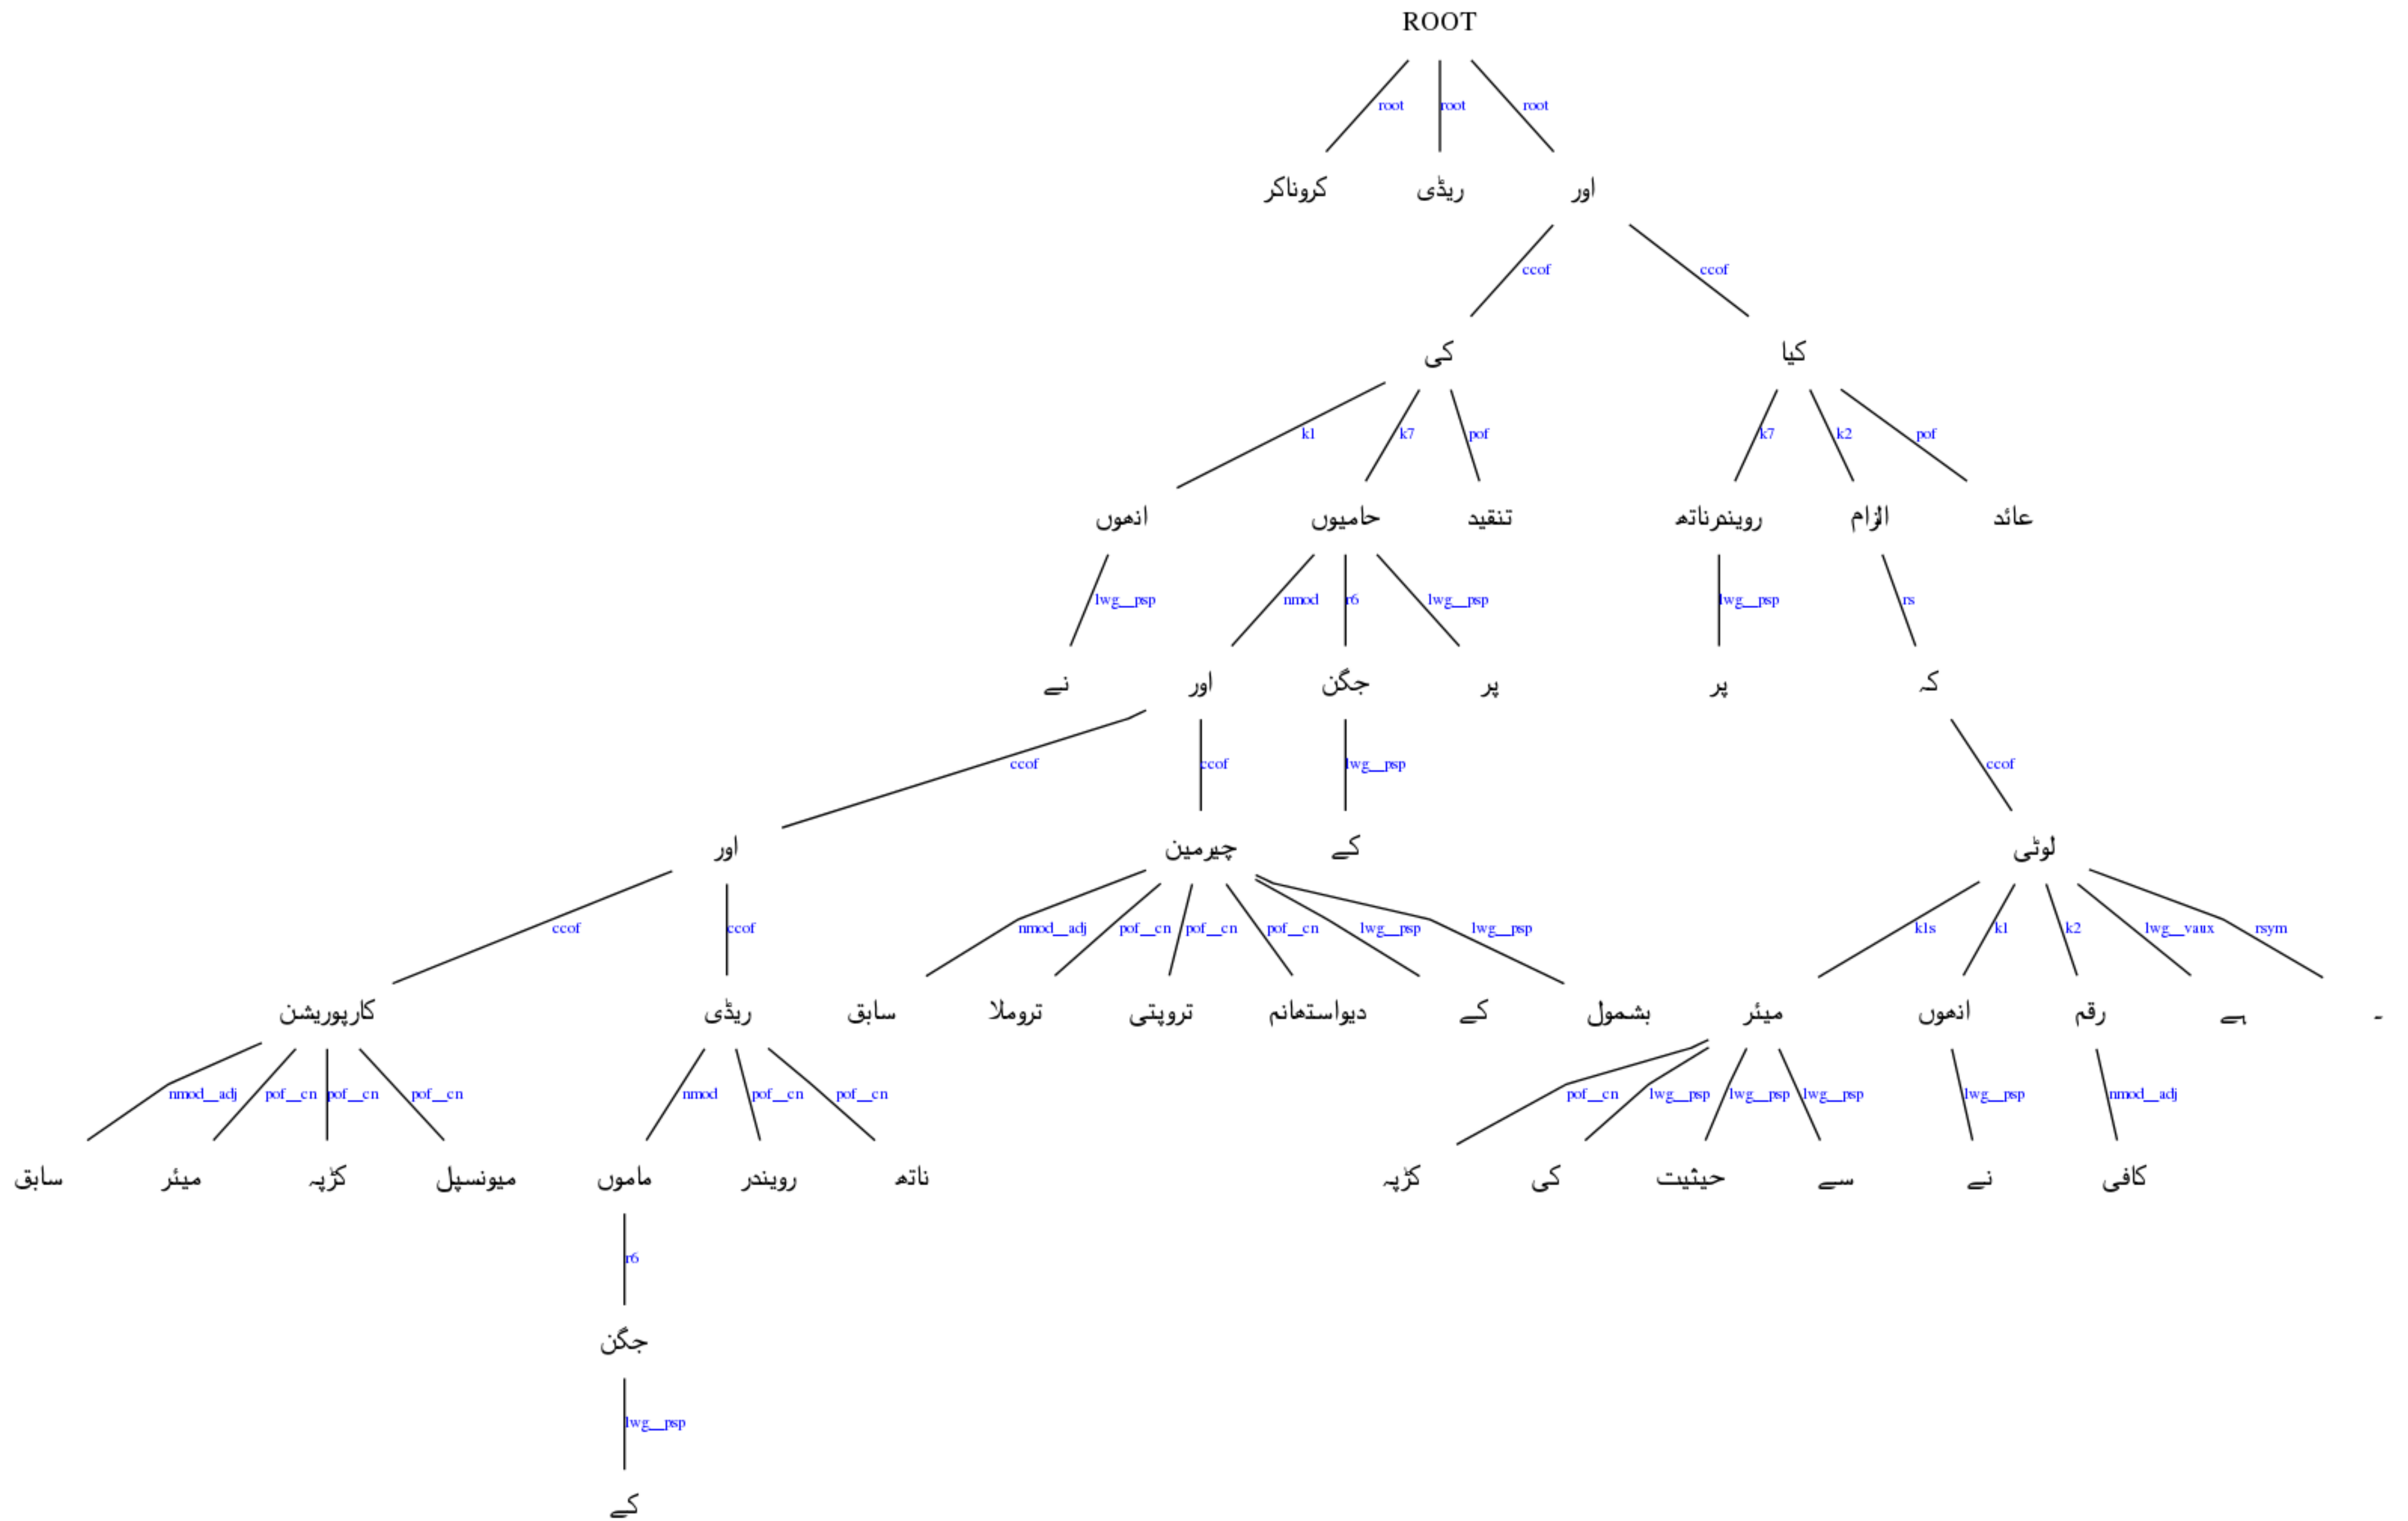 ROOT
root root root
کروناکر ریڈی اور
ccof ccof
کی کیا
k1 k7 pof k7 k2 pof
انھوں حامیوں تنقید رویندرناتھ الزام عائد
lwg__psp nmod r6 lwg__psp lwg__psp rs
نے اور جگن پر پر کہ
ccof ccof lwg__psp ccof
اور چیرمین کے لوٹی
ccof ccof nmod__adj pof__cn pof__cn pof__cn lwg__psp lwg__psp k1s k1 k2 lwg__vaux rsym
کارپوریشن ریڈی سابق تروملا تروپتی دیواستھانم کے بشمول میئر انھوں رقم ہے ۔
nmod__adj pof__cn pof__cn pof__cn nmod pof__cn pof__cn pof__cn lwg__psp lwg__psp lwg__psp lwg__psp nmod__adj
سابق میئر کڑپہ میونسپل ماموں رویندر ناتھ کڑپہ کی حیثیت سے نے کافی
r6
جگن
lwg__psp
کے